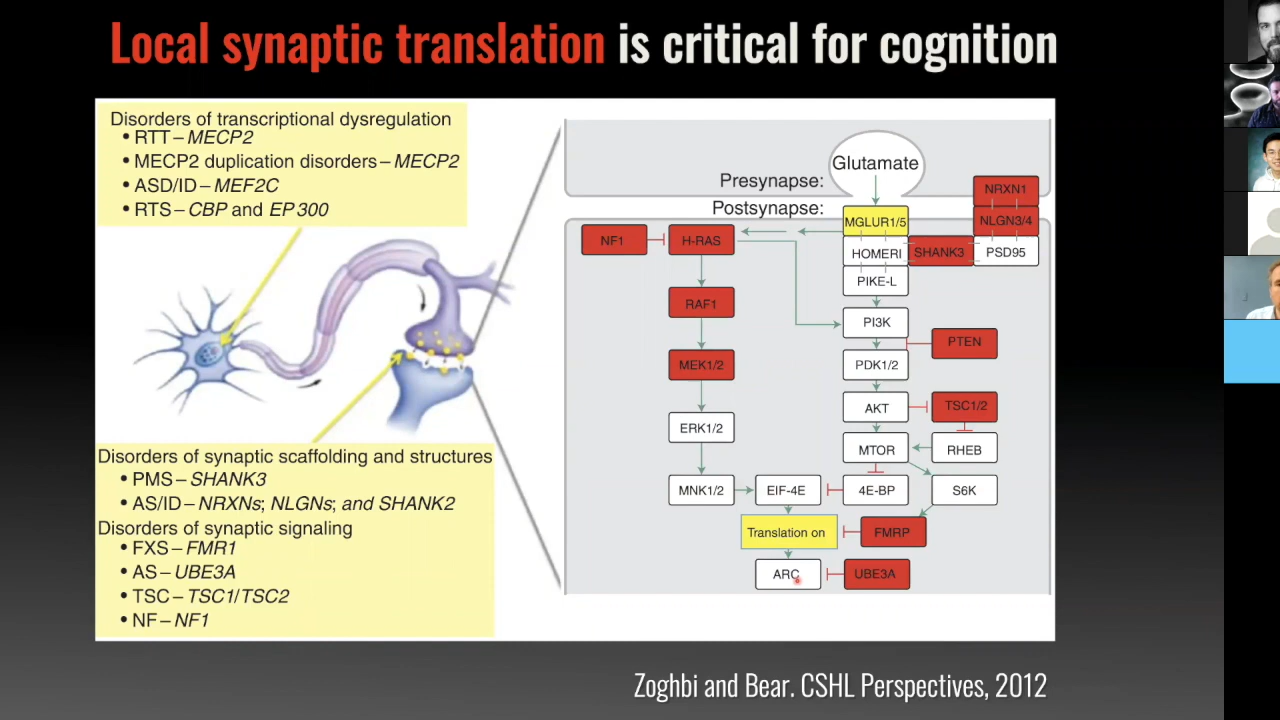 Local synaptic translation is critical for cognition
Disorders of transcriptional dysregulation
• RTT – MECP2
• MECP2 duplication disorders – MECP2
• ASD/ID – MEF2C
• RTS – CBP and EP300
Disorders of synaptic scaffolding and structures
• PMS – SHANK3
• AS/ID – NRXNs; NLGNs; and SHANK2
Disorders of synaptic signaling
• FXS – FMR1
• AS – UBE3A
• TSC – TSC1/TSC2
• NF – NF1
Glutamate
Presynapse:
Postsynapse:
NRXN1
MGLUR1/5
NLGN3/4
NF1
H-RAS
HOMERI
SHANK3
PSD95
PIKE-L
RAF1
PI3K
PTEN
MEK1/2
PDK1/2
AKT
TSC1/2
ERK1/2
MTOR
RHEB
MNK1/2
EIF-4E
4E-BP
S6K
Translation on
FMRP
ARC
UBE3A
Zoghbi and Bear. CSHL Perspectives, 2012